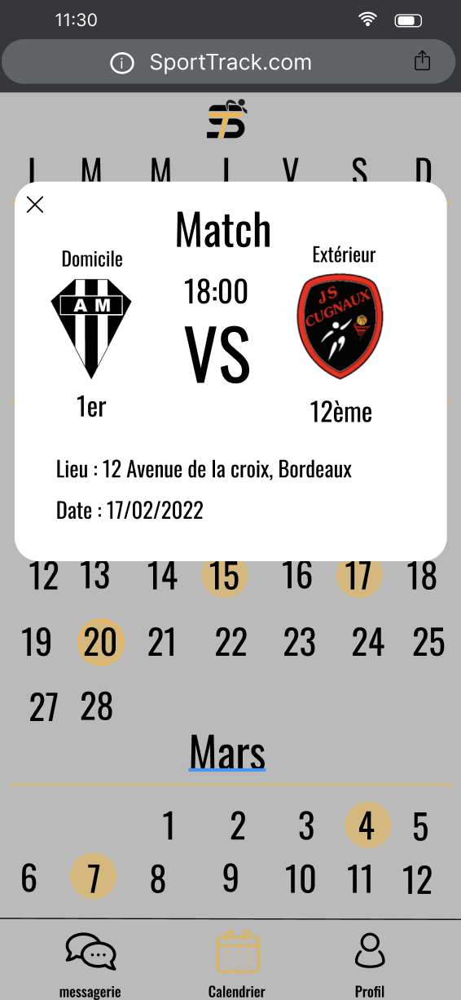 11:30
SportTrack.com
L M M J V S D
Match
Domicile
Extérieur
18:00
A M
JS
CUGNAUX
VS
1er
12ème
Lieu : 12 Avenue de la croix, Bordeaux
Date : 17/02/2022
12 13 14 15 16 17 18
19 20 21 22 23 24 25
27 28
Mars
1 2 3 4 5
6 7 8 9 10 11 12
messagerie Calendrier Profil